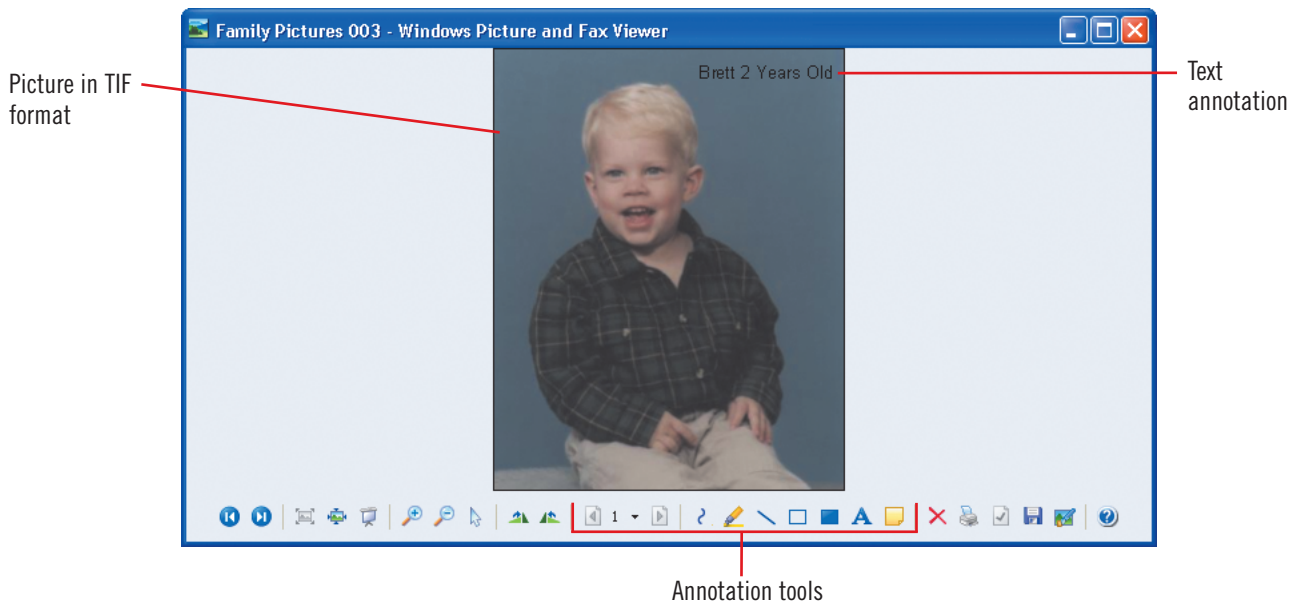 Family Pictures 003 - Windows Picture and Fax Viewer
Brett 2 Years Old
Picture in TIF
format
Text
annotation
1
A
Annotation tools